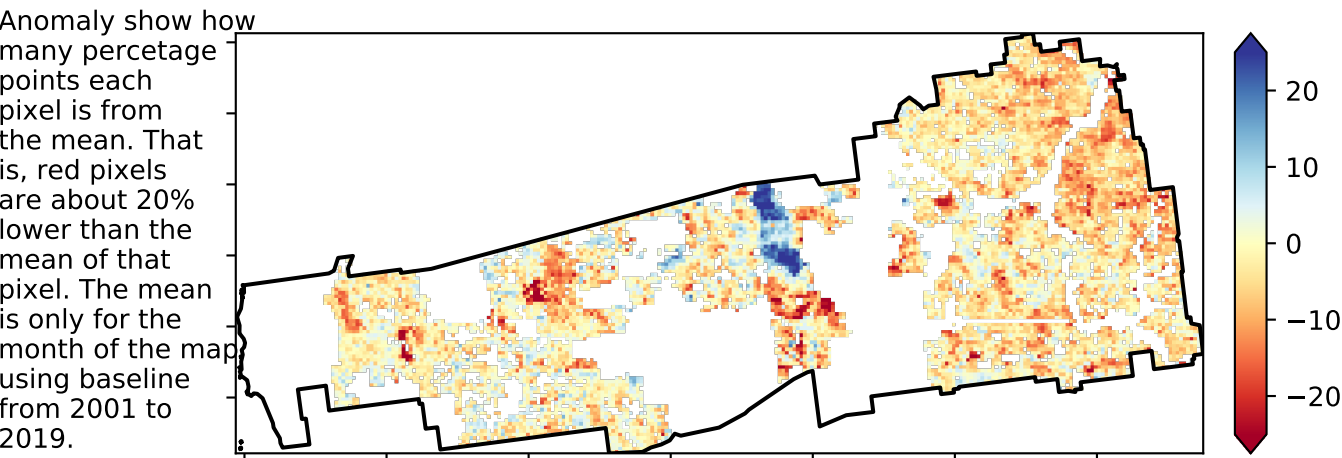 Anomaly show how
many percetage
points each
pixel is from
the mean. That
is, red pixels
are about 20%
lower than the
mean of that
pixel. The mean
is only for the
month of the map
using baseline
from 2001 to
2019.
20
10
0
−10
−20